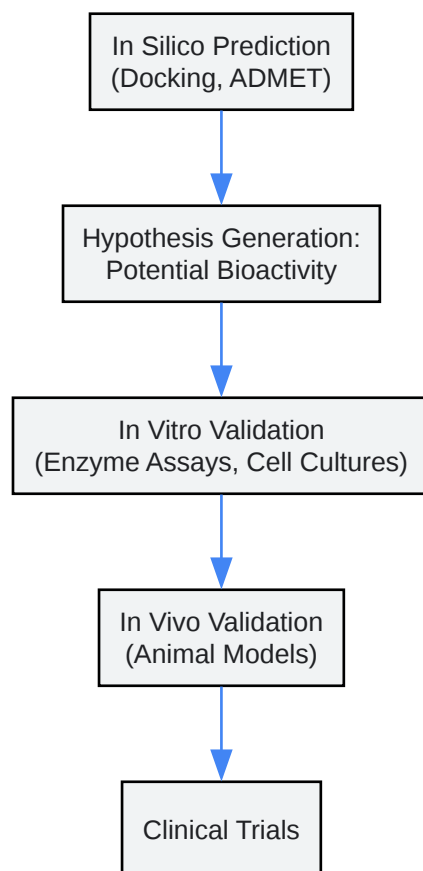 In Silico Prediction
(Docking, ADMET)
Hypothesis Generation:
Potential Bioactivity
In Vitro Validation
(Enzyme Assays, Cell Cultures)
In Vivo Validation
(Animal Models)
Clinical Trials